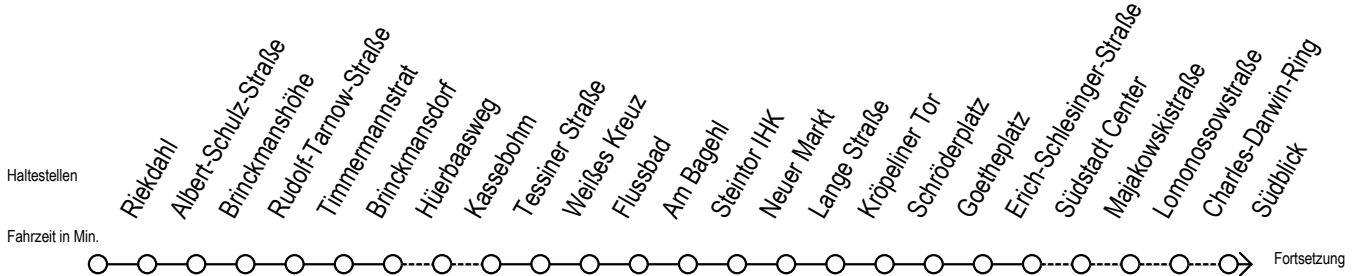 Haltestellen
Riekdahl
Albert-Schulz-Straße
Brinckmanshöhe
Rudolf-Tarnow-Straße
Timmermannstrat
Brinckmansdorf
Hüerbaasweg
Kassebohm
Tessiner Straße
Weißes Kreuz
Flussbad
Am Bagehl
Steintor IHK
Neuer Markt
Lange Straße
Kröpeliner Tor
Schröderplatz
Goetheplatz
Erich-Schlesinger-Straße
Südstadt Center
Majakowskistraße
Lomonossowstraße
Charles-Darwin-Ring
Südblick
Fahrzeit in Min.
Fortsetzung